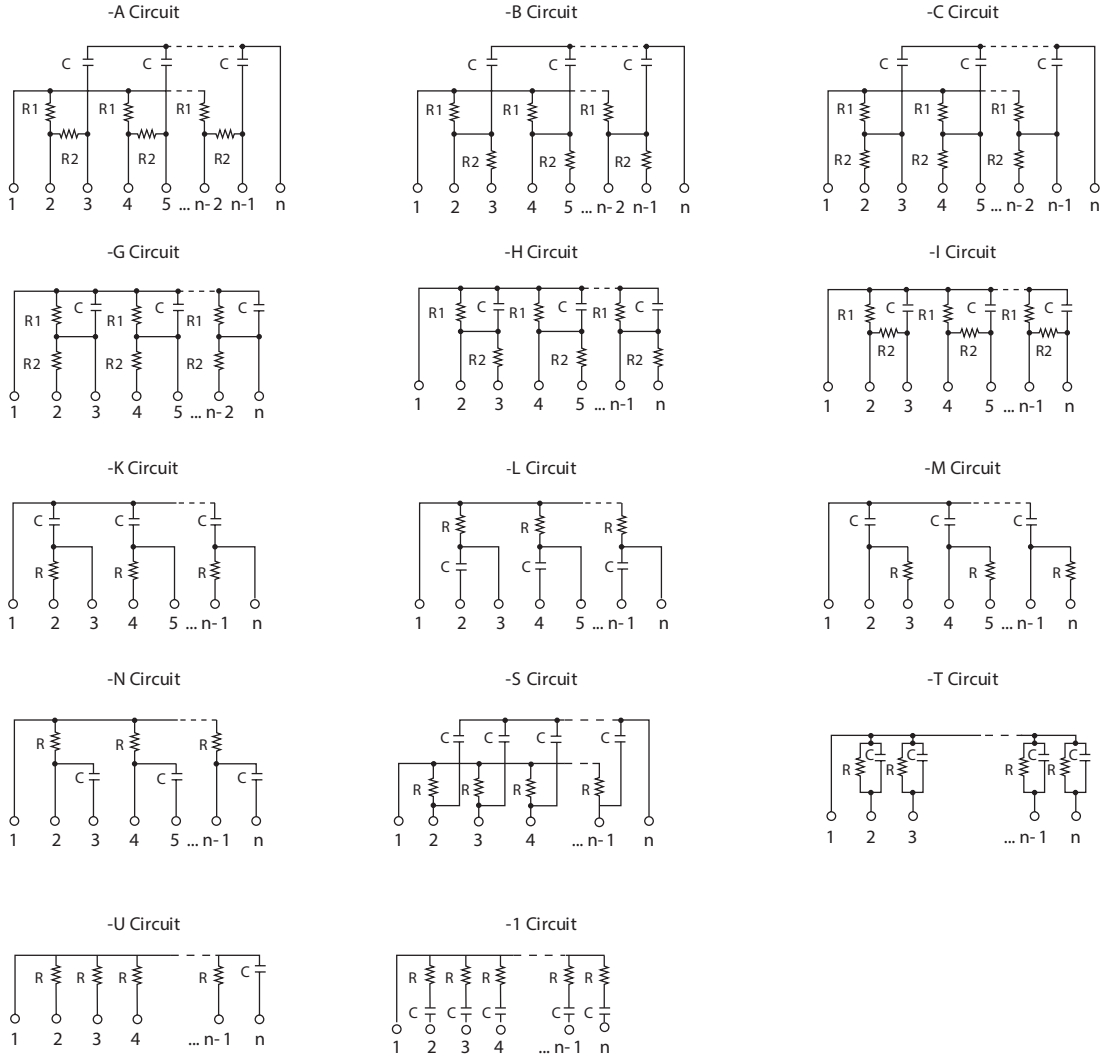 -A Circuit
-B Circuit
-C Circuit
C C C
R1 R1 R1
R2 R2 R2
1 2 3 4 5 ... n-2 n-1 n
C C C
R1 R1 R1
R2 R2 R2
1 2 3 4 5 ... n-2 n-1 n
C C C
R1 R1 R1
R2 R2 R2
1 2 3 4 5 ... n-2 n-1 n
-G Circuit
-H Circuit
-I Circuit
R1 C R1 C R1 C
R2 R2 R2
1 2 3 4 5 ... n-2 n
R1 C R1 C R1 C
R2 R2 R2
1 2 3 4 5 ... n-1 n
R1 C R1 C R1 C
R2 R2 R2
1 2 3 4 5 ... n-1 n
-K Circuit
-L Circuit
-M Circuit
C C C
R R R
1 2 3 4 5 ... n-1 n
R R R
C C C
1 2 3 4 5 ... n-1 n
C C C
R R R
1 2 3 4 5 ... n-1 n
-N Circuit
-S Circuit
-T Circuit
R R R
C C C
1 2 3 4 5 ... n-1 n
C C C C
R R R R
1 2 3 4 ... n-1 n
C C C C
R R R R
1 2 3 ... n-1 n
-U Circuit
-1 Circuit
R R R R C
1 2 3 4 ... n-1 n
R R R R R
C C C C C
1 2 3 4 ... n-1 n